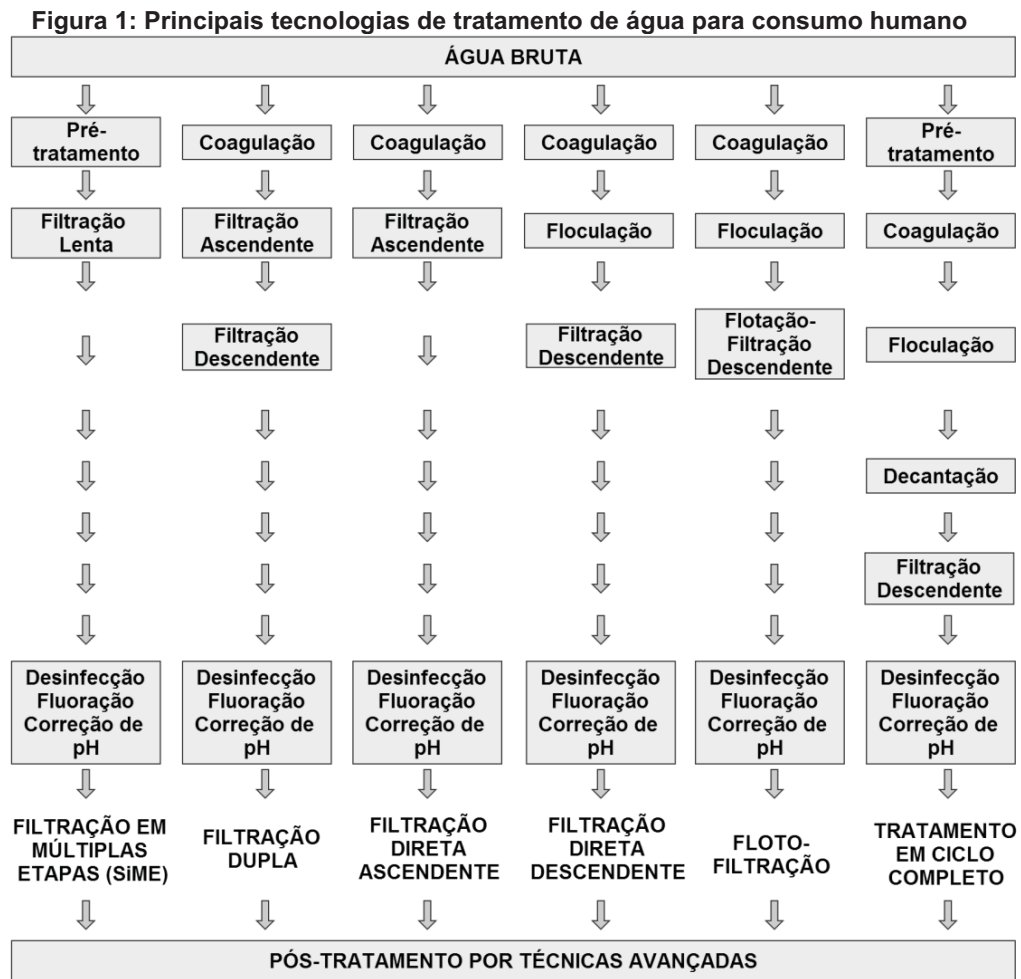 Figura 1: Principais tecnologias de tratamento de água para consumo humano
ÁGUA BRUTA
Pré-
tratamento
Coagulação
Coagulação
Coagulação
Coagulação
Pré-
tratamento
Filtração
Lenta
Filtração
Ascendente
Filtração
Ascendente
Floculação
Floculação
Coagulação
Filtração
Descendente
Filtração
Descendente
Flotação-
Filtração
Descendente
Floculação
Decantação
Filtração
Descendente
Desinfecção
Fluoração
Correção de
pH
Desinfecção
Fluoração
Correção de
pH
Desinfecção
Fluoração
Correção de
pH
Desinfecção
Fluoração
Correção de
pH
Desinfecção
Fluoração
Correção de
pH
Desinfecção
Fluoração
Correção de
pH
FILTRAÇÃO EM
MÚLTIPLAS
ETAPAS (SiME)
FILTRAÇÃO
DUPLA
FILTRAÇÃO
DIRETA
ASCENDENTE
FILTRAÇÃO
DIRETA
DESCENDENTE
FLOTO-
FILTRAÇÃO
TRATAMENTO
EM CICLO
COMPLETO
PÓS-TRATAMENTO POR TÉCNICAS AVANÇADAS